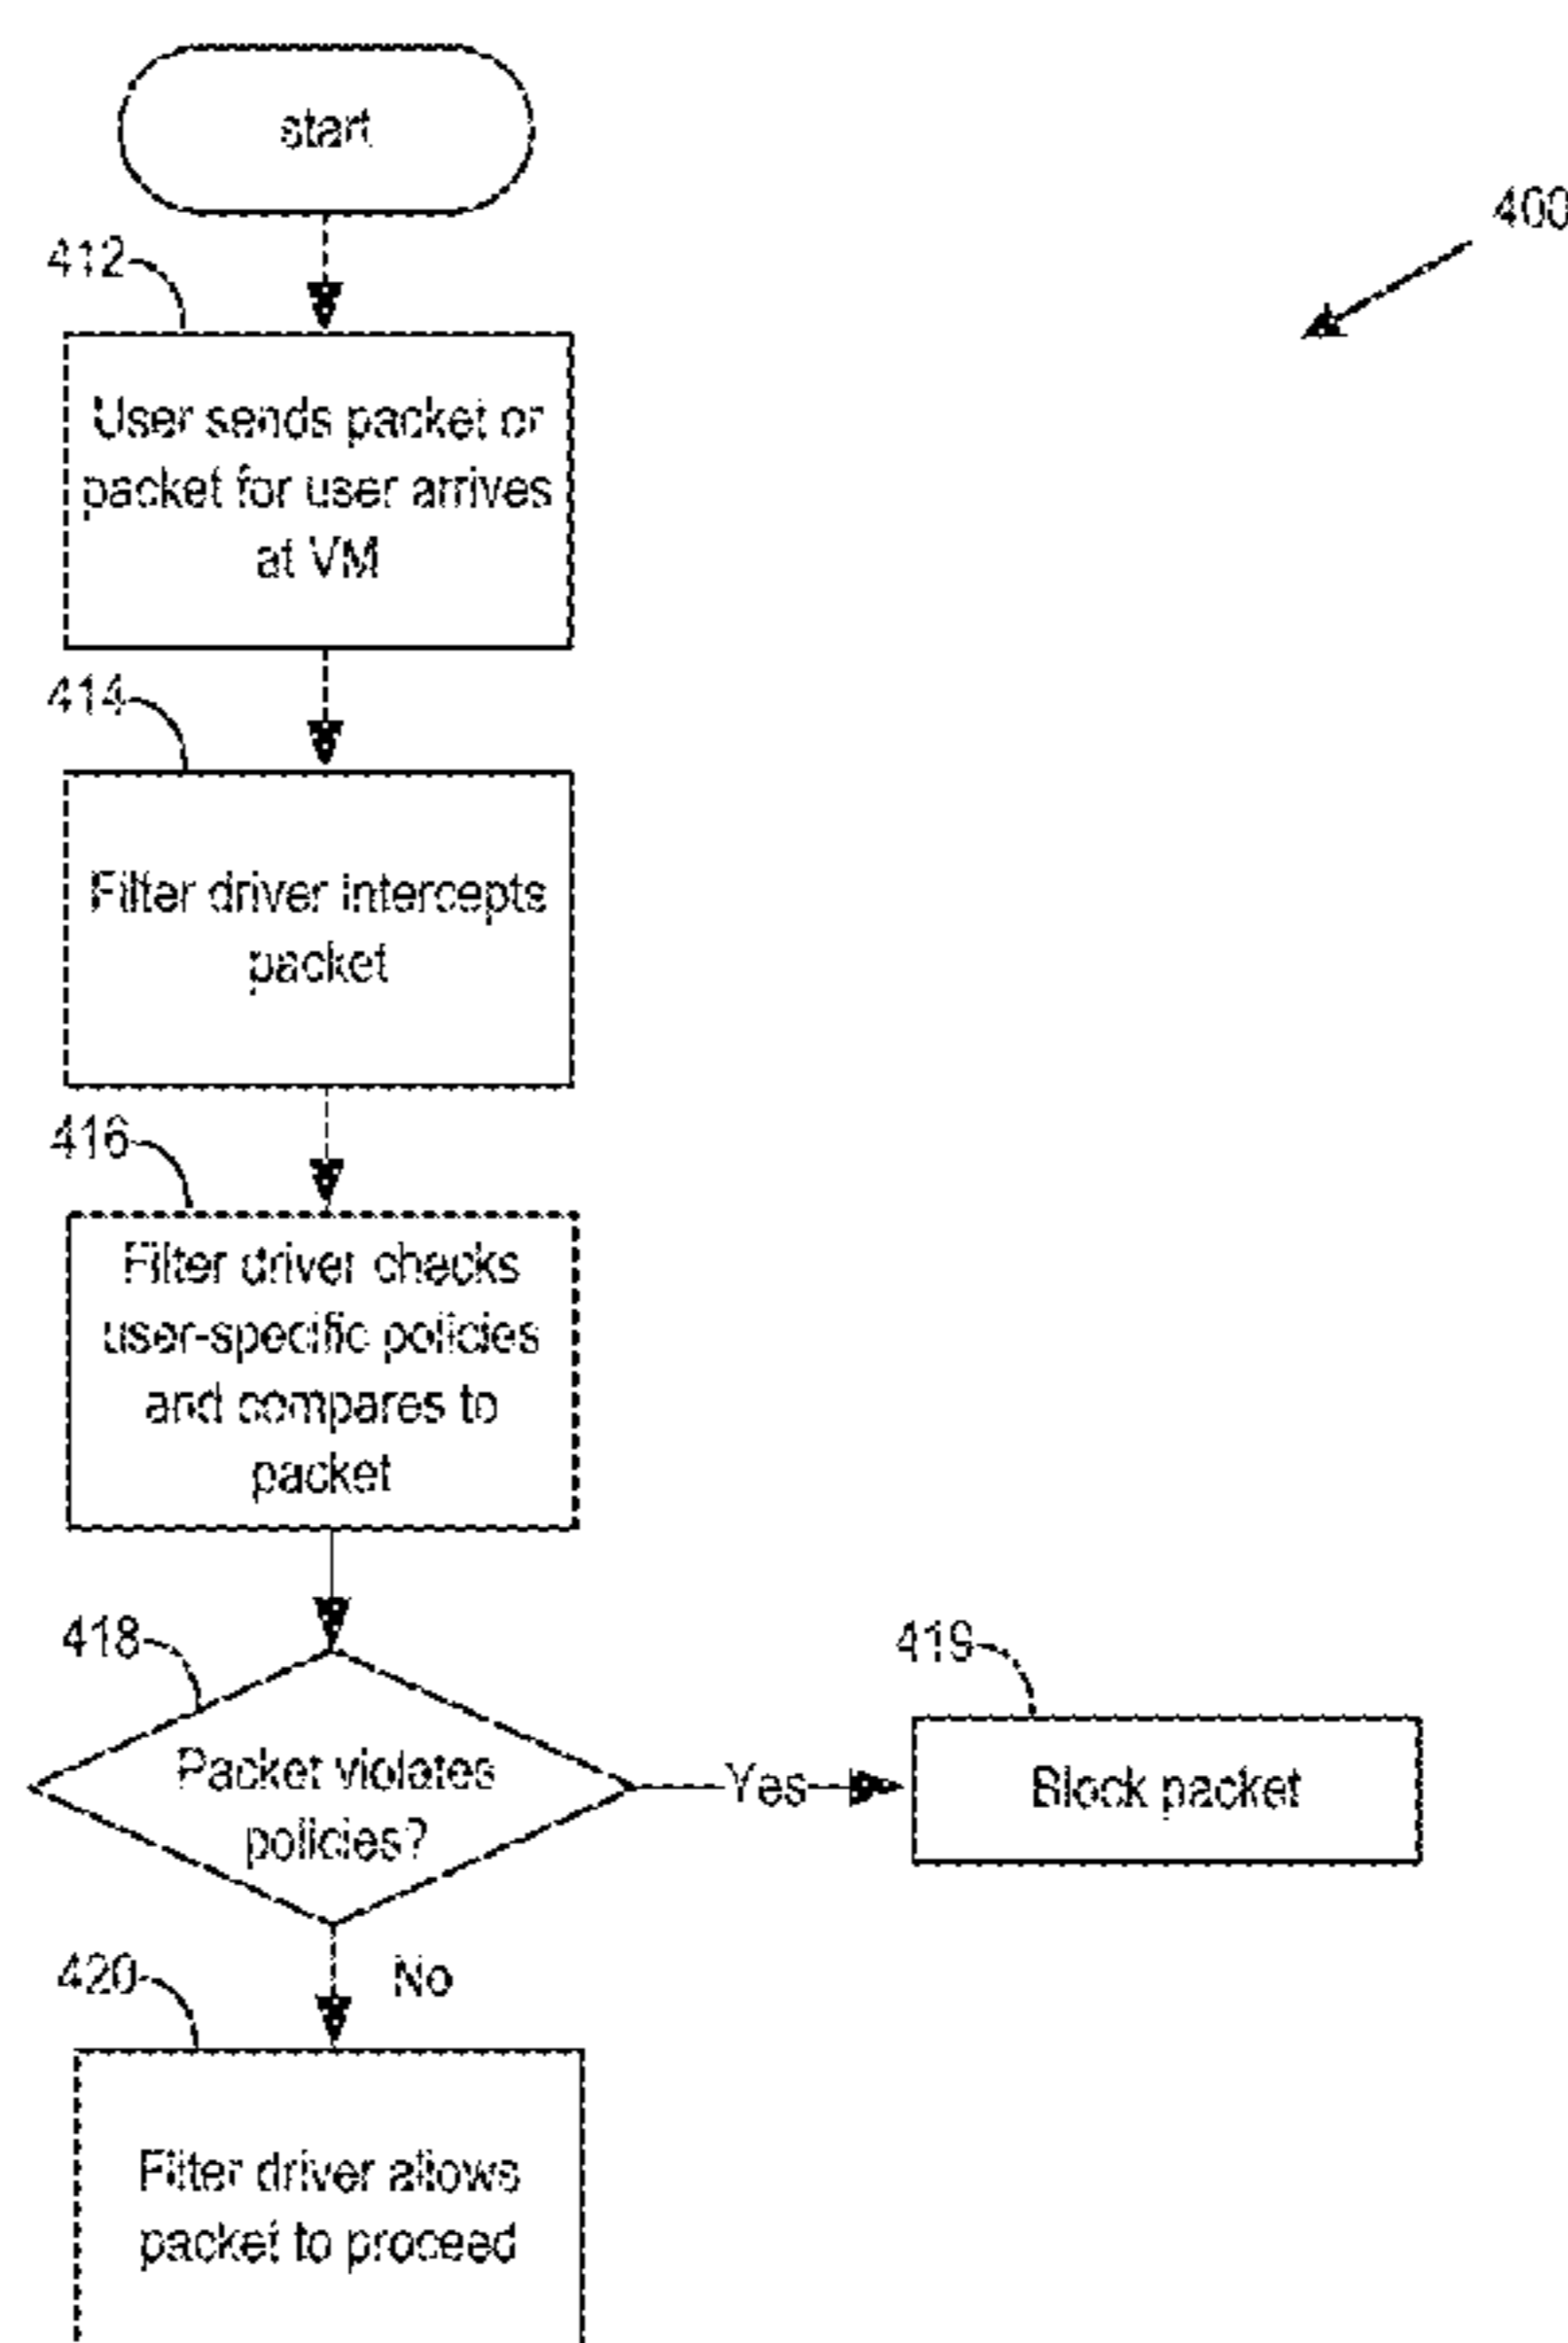 start
400
412
User sends packet or
packet for user arrives
at VM
414
Filter driver intercepts
packet
416
Filter driver checks
user-specific policies
and compares to
packet
418
Packet violates
policies?
Yes
419
Block packet
No
420
Filter driver allows
packet to proceed